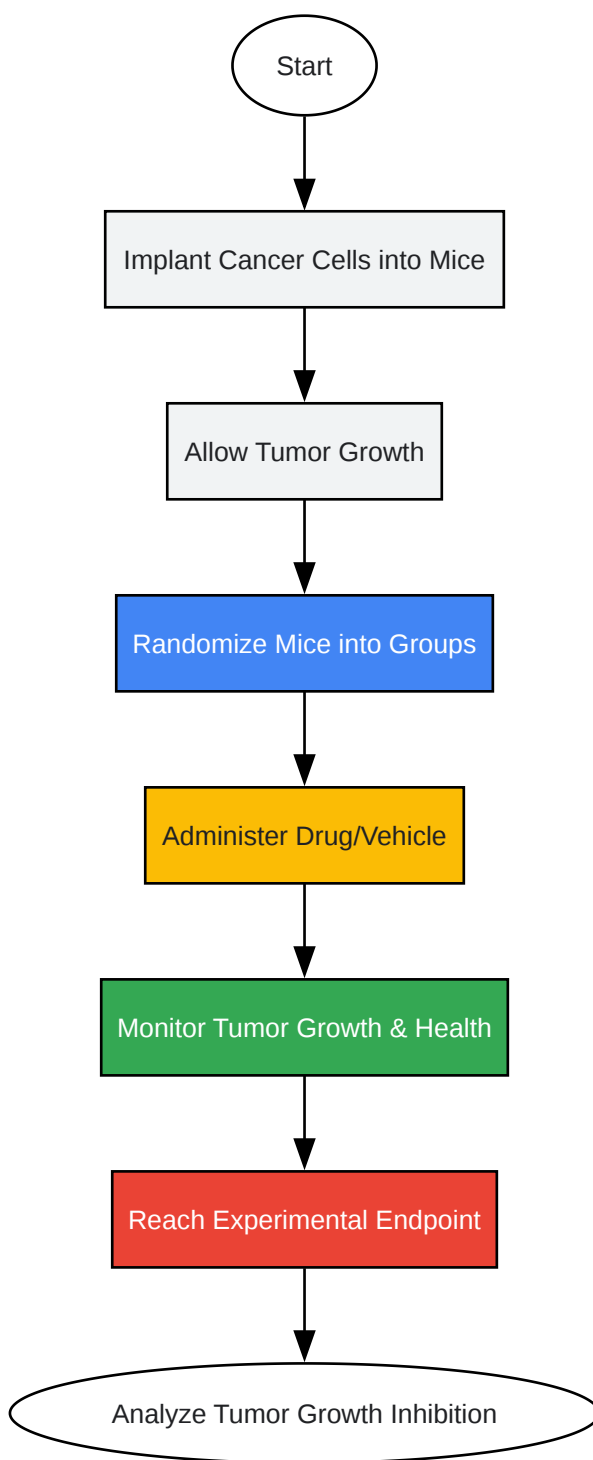 Start
Implant Cancer Cells into Mice
Allow Tumor Growth
Randomize Mice into Groups
Administer Drug/Vehicle
Monitor Tumor Growth & Health
Reach Experimental Endpoint
Analyze Tumor Growth Inhibition